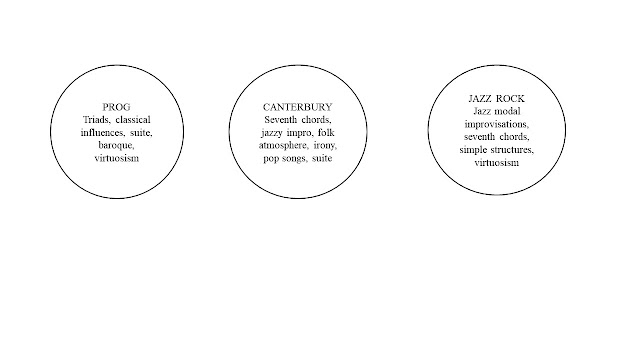 PROG
Triads, classical
influences, suite,
baroque,
virtuosism
CANTERBURY
Seventh chords,
jazzy impro, folk
atmosphere, irony,
pop songs, suite
JAZZ ROCK
Jazz modal
improvisations,
seventh chords,
simple structures,
virtuosism